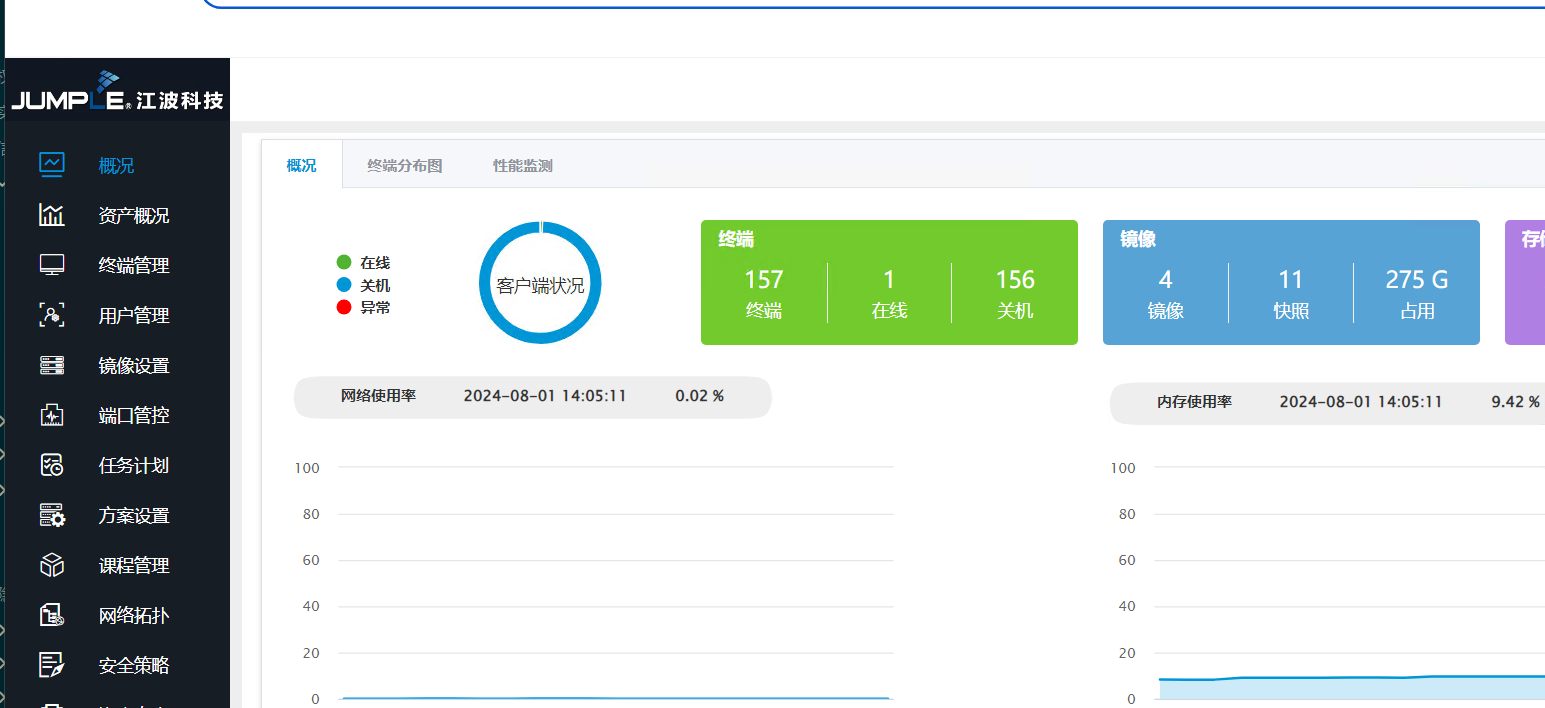 JUMPLE® 江波科技
概况
资产概况
终端管理
用户管理
镜像设置
端口管控
任务计划
方案设置
课程管理
网络拓扑
安全策略
概况 终端分布图 性能监测
在线
关机
异常
客户端状况
终端
157 1 156
终端 在线 关机
镜像
4 11 275 G
镜像 快照 占用
网络使用率 2024-08-01 14:05:11 0.02 %
100
80
60
40
20
0
内存使用率 2024-08-01 14:05:11 9.42 %
100
80
60
40
20
0